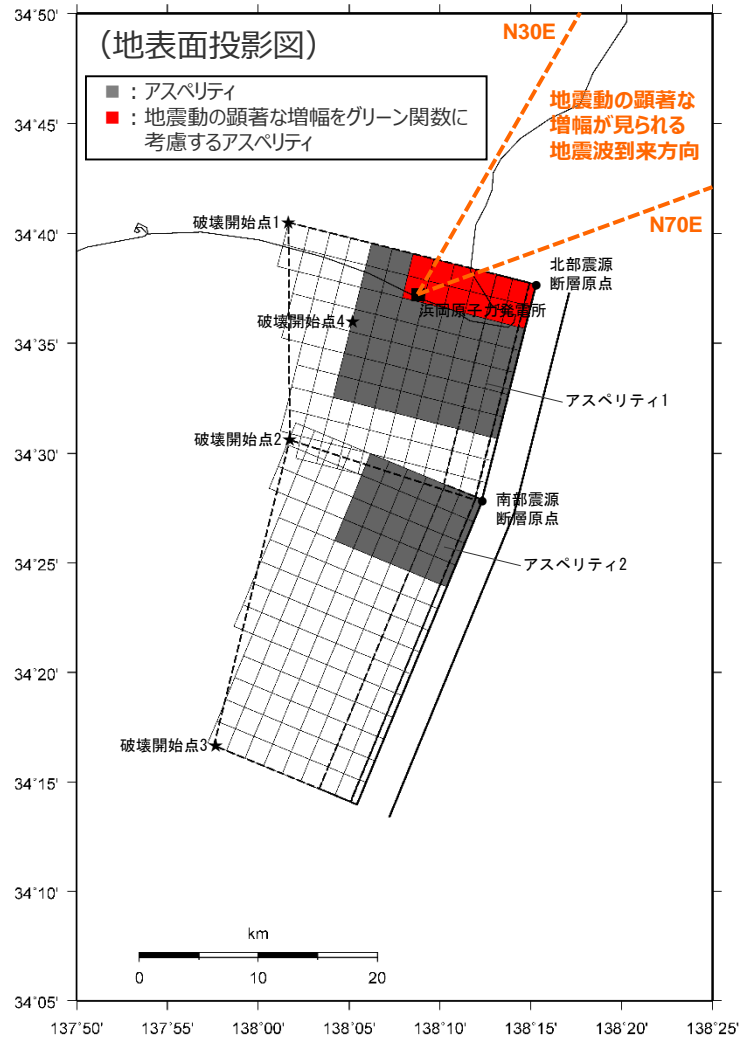 34°50'
(地表面投影図)
N30E
■ : アスペリティ
■ : 地震動の顕著な増幅をグリーン関数に
考慮するアスペリティ
地震動の顕著な
増幅が見られる
地震波到来方向
34°45'
N70E
34°40'
破壊開始点1
北部震源
断層原点
浜岡原子力発電所
破壊開始点4
34°35'
アスペリティ1
34°30'
破壊開始点2
南部震源
断層原点
アスペリティ2
34°25'
34°20'
破壊開始点3
34°15'
34°10'
km
0 10 20
34°05'
137°50' 137°55' 138°00' 138°05' 138°10' 138°15' 138°20' 138°25'